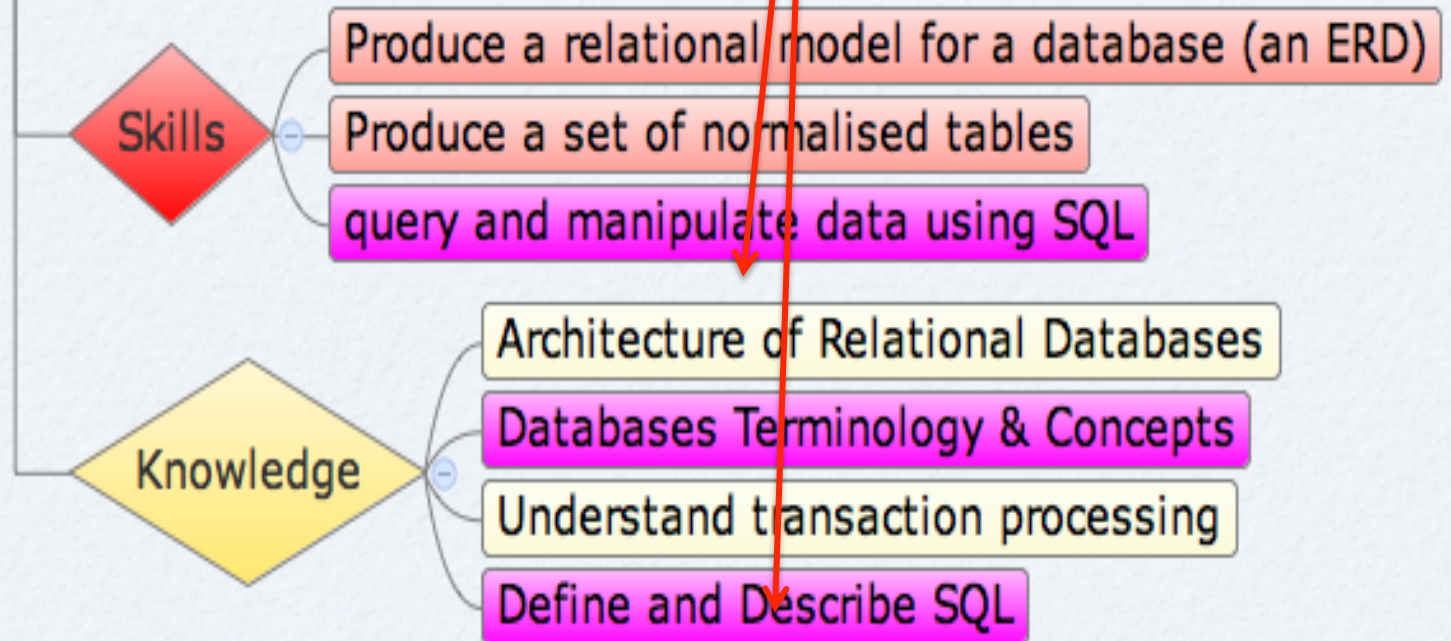 Skills
Produce a relational model for a database (an ERD)
Produce a set of normalised tables
query and manipulate data using SQL
Knowledge
Architecture of Relational Databases
Databases Terminology & Concepts
Understand transaction processing
Define and Describe SQL